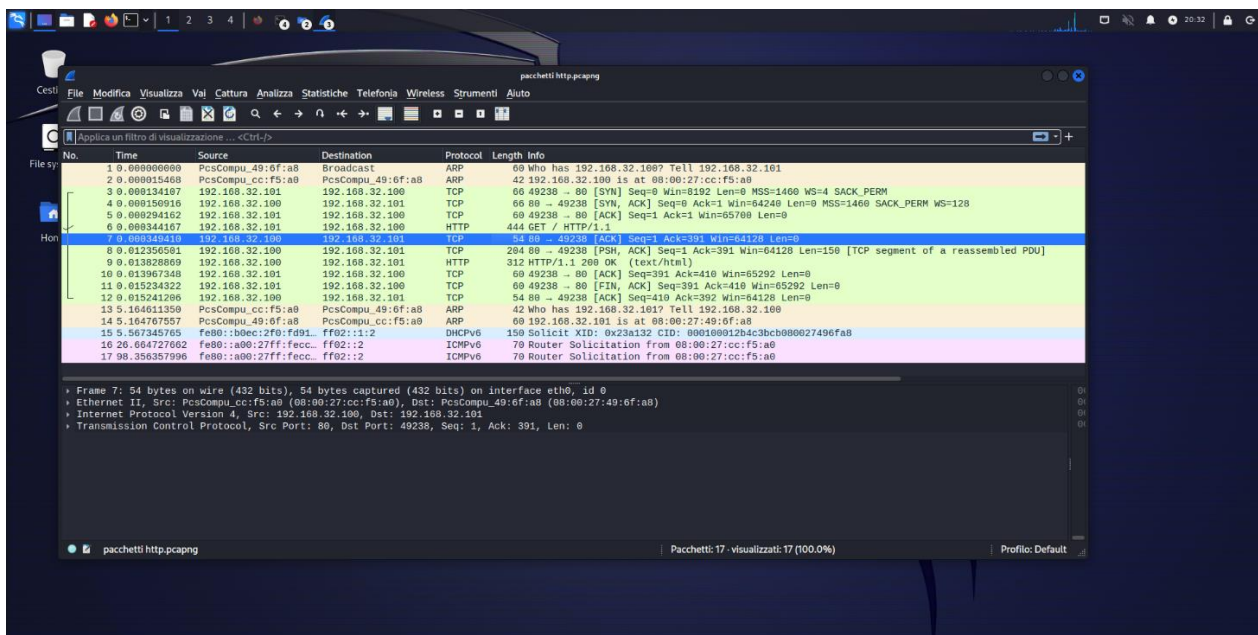 1 2 3 4 4 2 3 20:32
Cesti
File sy
Hon
pacchetti http.pcapng
File Modifica Visualizza Vai Cattura Analizza Statistiche Telefonia Wireless Strumenti Aiuto
Applica un filtro di visualizzazione … <Ctrl-/>
No. Time Source Destination Protocol Length Info
1 0.000000000 PcsCompu_49:6f:a8 Broadcast ARP 60 Who has 192.168.32.100? Tell 192.168.32.101
2 0.000015468 PcsCompu_cc:f5:a0 PcsCompu_49:6f:a8 ARP 42 192.168.32.100 is at 08:00:27:cc:f5:a0
3 0.000134107 192.168.32.101 192.168.32.100 TCP 66 49238 → 80 [SYN] Seq=0 Win=8192 Len=0 MSS=1460 WS=4 SACK_PERM
4 0.000150916 192.168.32.100 192.168.32.101 TCP 66 80 → 49238 [SYN, ACK] Seq=0 Ack=1 Win=64240 Len=0 MSS=1460 SACK_PERM WS=128
5 0.000294162 192.168.32.101 192.168.32.100 TCP 60 49238 → 80 [ACK] Seq=1 Ack=1 Win=65700 Len=0
6 0.000344167 192.168.32.101 192.168.32.100 HTTP 444 GET / HTTP/1.1
7 0.000349410 192.168.32.100 192.168.32.101 TCP 54 80 → 49238 [ACK] Seq=1 Ack=391 Win=64128 Len=0
8 0.012356501 192.168.32.100 192.168.32.101 TCP 204 80 → 49238 [PSH, ACK] Seq=1 Ack=391 Win=64128 Len=150 [TCP segment of a reassembled PDU]
9 0.013828869 192.168.32.100 192.168.32.101 HTTP 312 HTTP/1.1 200 OK (text/html)
10 0.013967348 192.168.32.101 192.168.32.100 TCP 60 49238 → 80 [ACK] Seq=391 Ack=410 Win=65292 Len=0
11 0.015234322 192.168.32.101 192.168.32.100 TCP 60 49238 → 80 [FIN, ACK] Seq=391 Ack=410 Win=65292 Len=0
12 0.015241206 192.168.32.100 192.168.32.101 TCP 54 80 → 49238 [ACK] Seq=410 Ack=392 Win=64128 Len=0
13 5.164611350 PcsCompu_cc:f5:a0 PcsCompu_49:6f:a8 ARP 42 Who has 192.168.32.101? Tell 192.168.32.100
14 5.164767557 PcsCompu_49:6f:a8 PcsCompu_cc:f5:a0 ARP 60 192.168.32.101 is at 08:00:27:49:6f:a8
15 5.567345765 fe80::b0ec:2f0:fd91… ff02::1:2 DHCPv6 150 Solicit XID: 0x23a132 CID: 000100012b4c3bcb080027496fa8
16 26.664727662 fe80::a00:27ff:fecc… ff02::2 ICMPv6 70 Router Solicitation from 08:00:27:cc:f5:a0
17 98.356357996 fe80::a00:27ff:fecc… ff02::2 ICMPv6 70 Router Solicitation from 08:00:27:cc:f5:a0
Frame 7: 54 bytes on wire (432 bits), 54 bytes captured (432 bits) on interface eth0, id 0
Ethernet II, Src: PcsCompu_cc:f5:a0 (08:00:27:cc:f5:a0), Dst: PcsCompu_49:6f:a8 (08:00:27:49:6f:a8)
Internet Protocol Version 4, Src: 192.168.32.100, Dst: 192.168.32.101
Transmission Control Protocol, Src Port: 80, Dst Port: 49238, Seq: 1, Ack: 391, Len: 0
pacchetti http.pcapng Pacchetti: 17 · visualizzati: 17 (100.0%) Profilo: Default